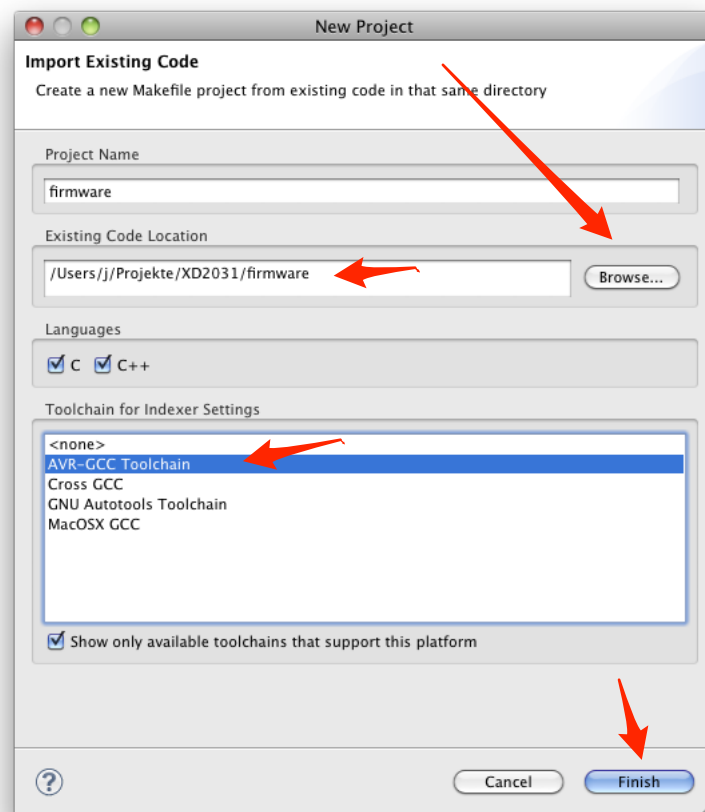 New Project
Import Existing Code
Create a new Makefile project from existing code in that same directory
Project Name
firmware
Existing Code Location
/Users/j/Projekte/XD2031/firmware
Browse...
Languages
C C++
Toolchain for Indexer Settings
<none>
AVR-GCC Toolchain
Cross GCC
GNU Autotools Toolchain
MacOSX GCC
Show only available toolchains that support this platform
?
Cancel Finish